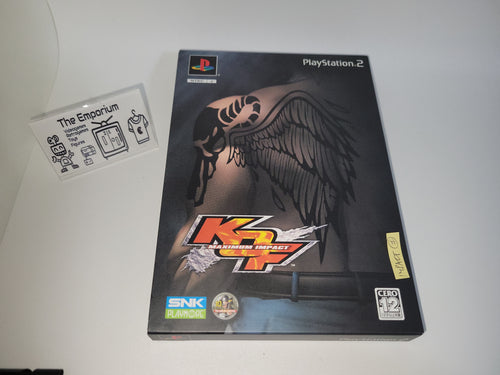 The Emporium
Videogames
Retrogames
Toys
Figures
PlayStation.2
KOF
MAXIMUM IMPACT
SNK
PLAYMORE
CERO
12
PlayStation.2